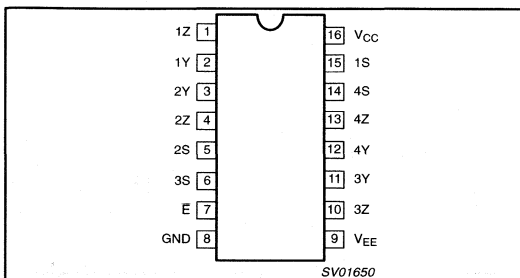 1Z 1 16 VCC
1Y 2 15 1S
2Y 3 14 4S
2Z 4 13 4Z
2S 5 12 4Y
3S 6 11 3Y
E̅ 7 10 3Z
GND 8 9 VEE
SV01650